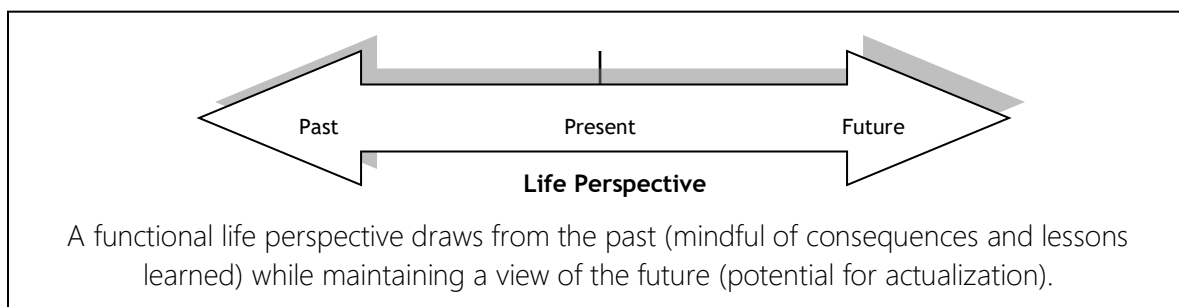 Past Present Future
Life Perspective
A functional life perspective draws from the past (mindful of consequences and lessons
learned) while maintaining a view of the future (potential for actualization).